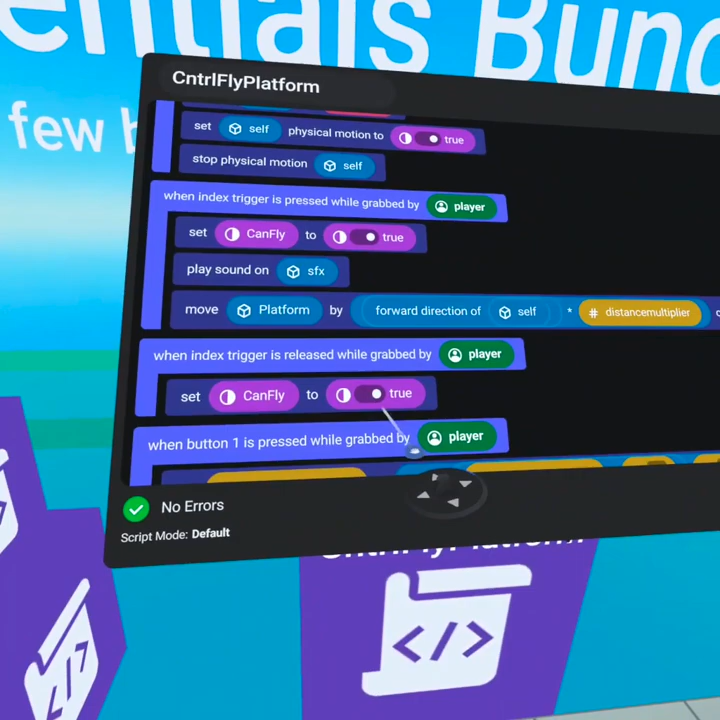 entials Bund
few b
CntrlFlyPlatform
set self physical motion to true
stop physical motion self
when index trigger is pressed while grabbed by player
set CanFly to true
play sound on sfx
move Platform by forward direction of self * # distancemultiplier
when index trigger is released while grabbed by player
set CanFly to true
when button 1 is pressed while grabbed by player
No Errors
Script Mode: Default
CntrlFlyPlatform